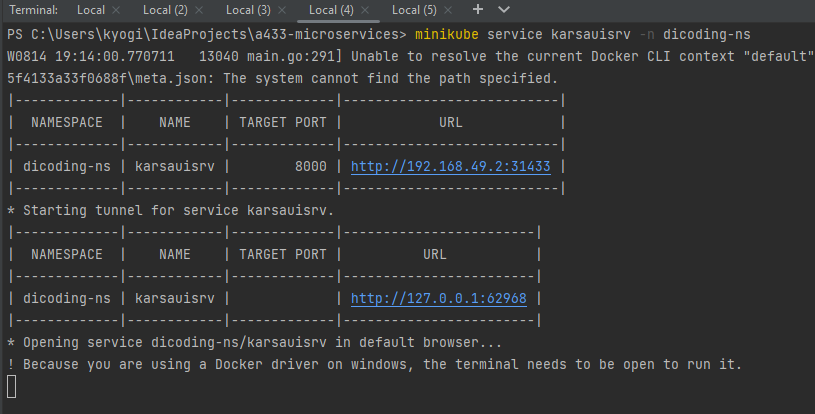 Terminal: Local × Local (2) × Local (3) × Local (4) × Local (5) × +
PS C:\Users\kyogi\IdeaProjects\a433-microservices> minikube service karsauisrv -n dicoding-ns
W0814 19:14:00.770711   13040 main.go:291] Unable to resolve the current Docker CLI context "default"
5f4133a33f0688f\meta.json: The system cannot find the path specified.
|-------------|------------|-------------|---------------------------|
|  NAMESPACE  |    NAME    | TARGET PORT |            URL            |
|-------------|------------|-------------|---------------------------|
| dicoding-ns | karsauisrv |        8000 | http://192.168.49.2:31433 |
|-------------|------------|-------------|---------------------------|
* Starting tunnel for service karsauisrv.
|-------------|------------|-------------|------------------------|
|  NAMESPACE  |    NAME    | TARGET PORT |          URL           |
|-------------|------------|-------------|------------------------|
| dicoding-ns | karsauisrv |             | http://127.0.0.1:62968 |
|-------------|------------|-------------|------------------------|
* Opening service dicoding-ns/karsauisrv in default browser...
! Because you are using a Docker driver on windows, the terminal needs to be open to run it.